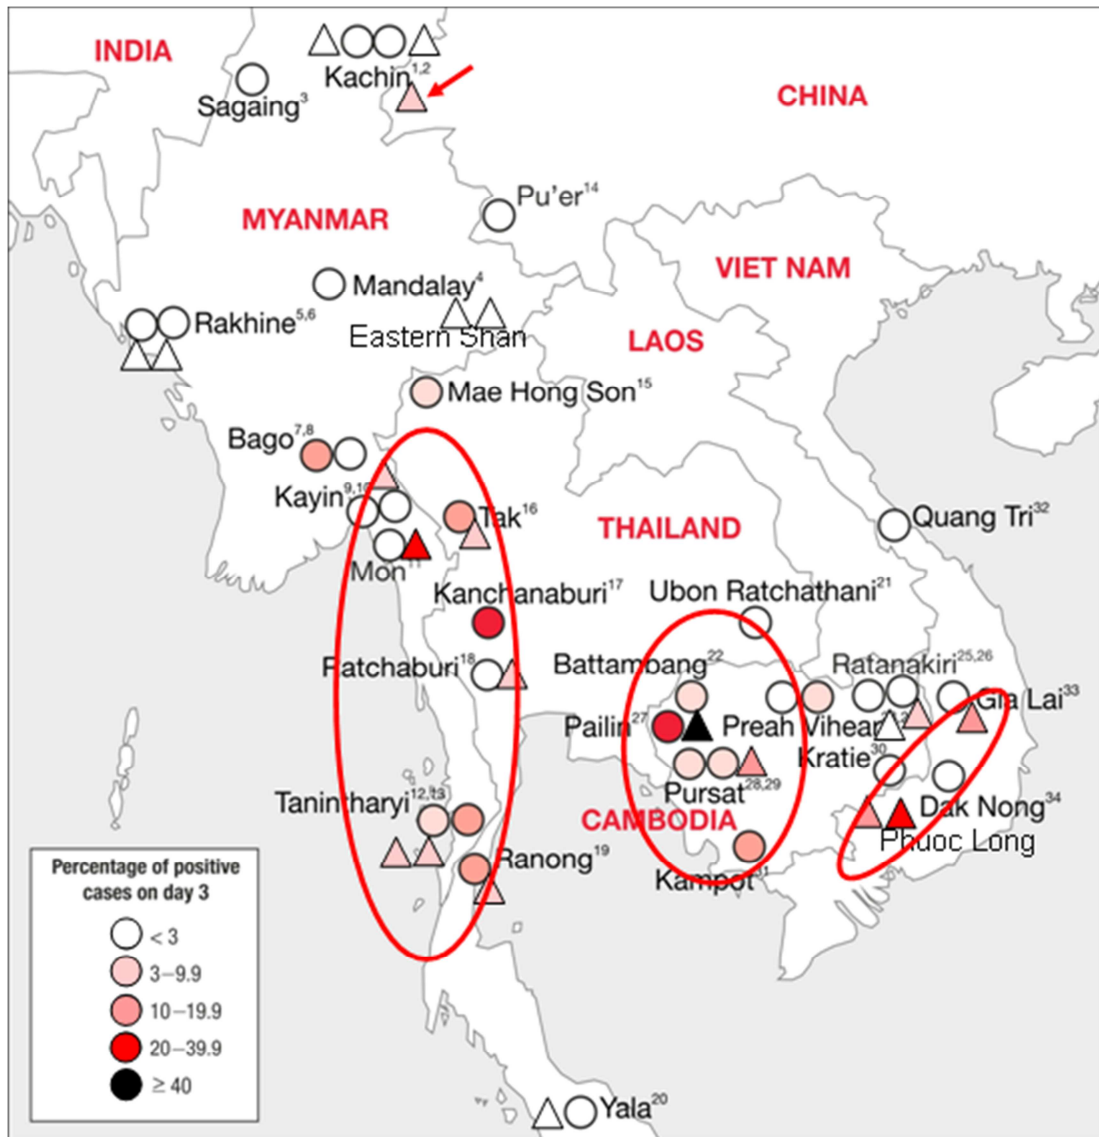 INDIA
Kachin1,2
Sagaing3
CHINA
Pu'er14
MYANMAR
VIET NAM
Mandalay4
Rakhine5,6
Eastern Shan
LAOS
Mae Hong Son15
Bago7,8
Kayin9,10
Tak16
Quang Tri32
THAILAND
Mon11
Kanchanaburi17
Ubon Ratchathani21
Ratchaburi18
Battambang22
Ratanakiri25,26
Gia Lai33
Pailin27
Preah Vihear
Kratie30
Pursat28,29
Tanintharyi12,13
CAMBODIA
Dak Nong34
Phuoc Long
Ranong19
Kampot31
Percentage of positive
cases on day 3
< 3
3–9.9
10–19.9
20–39.9
≥ 40
Yala20